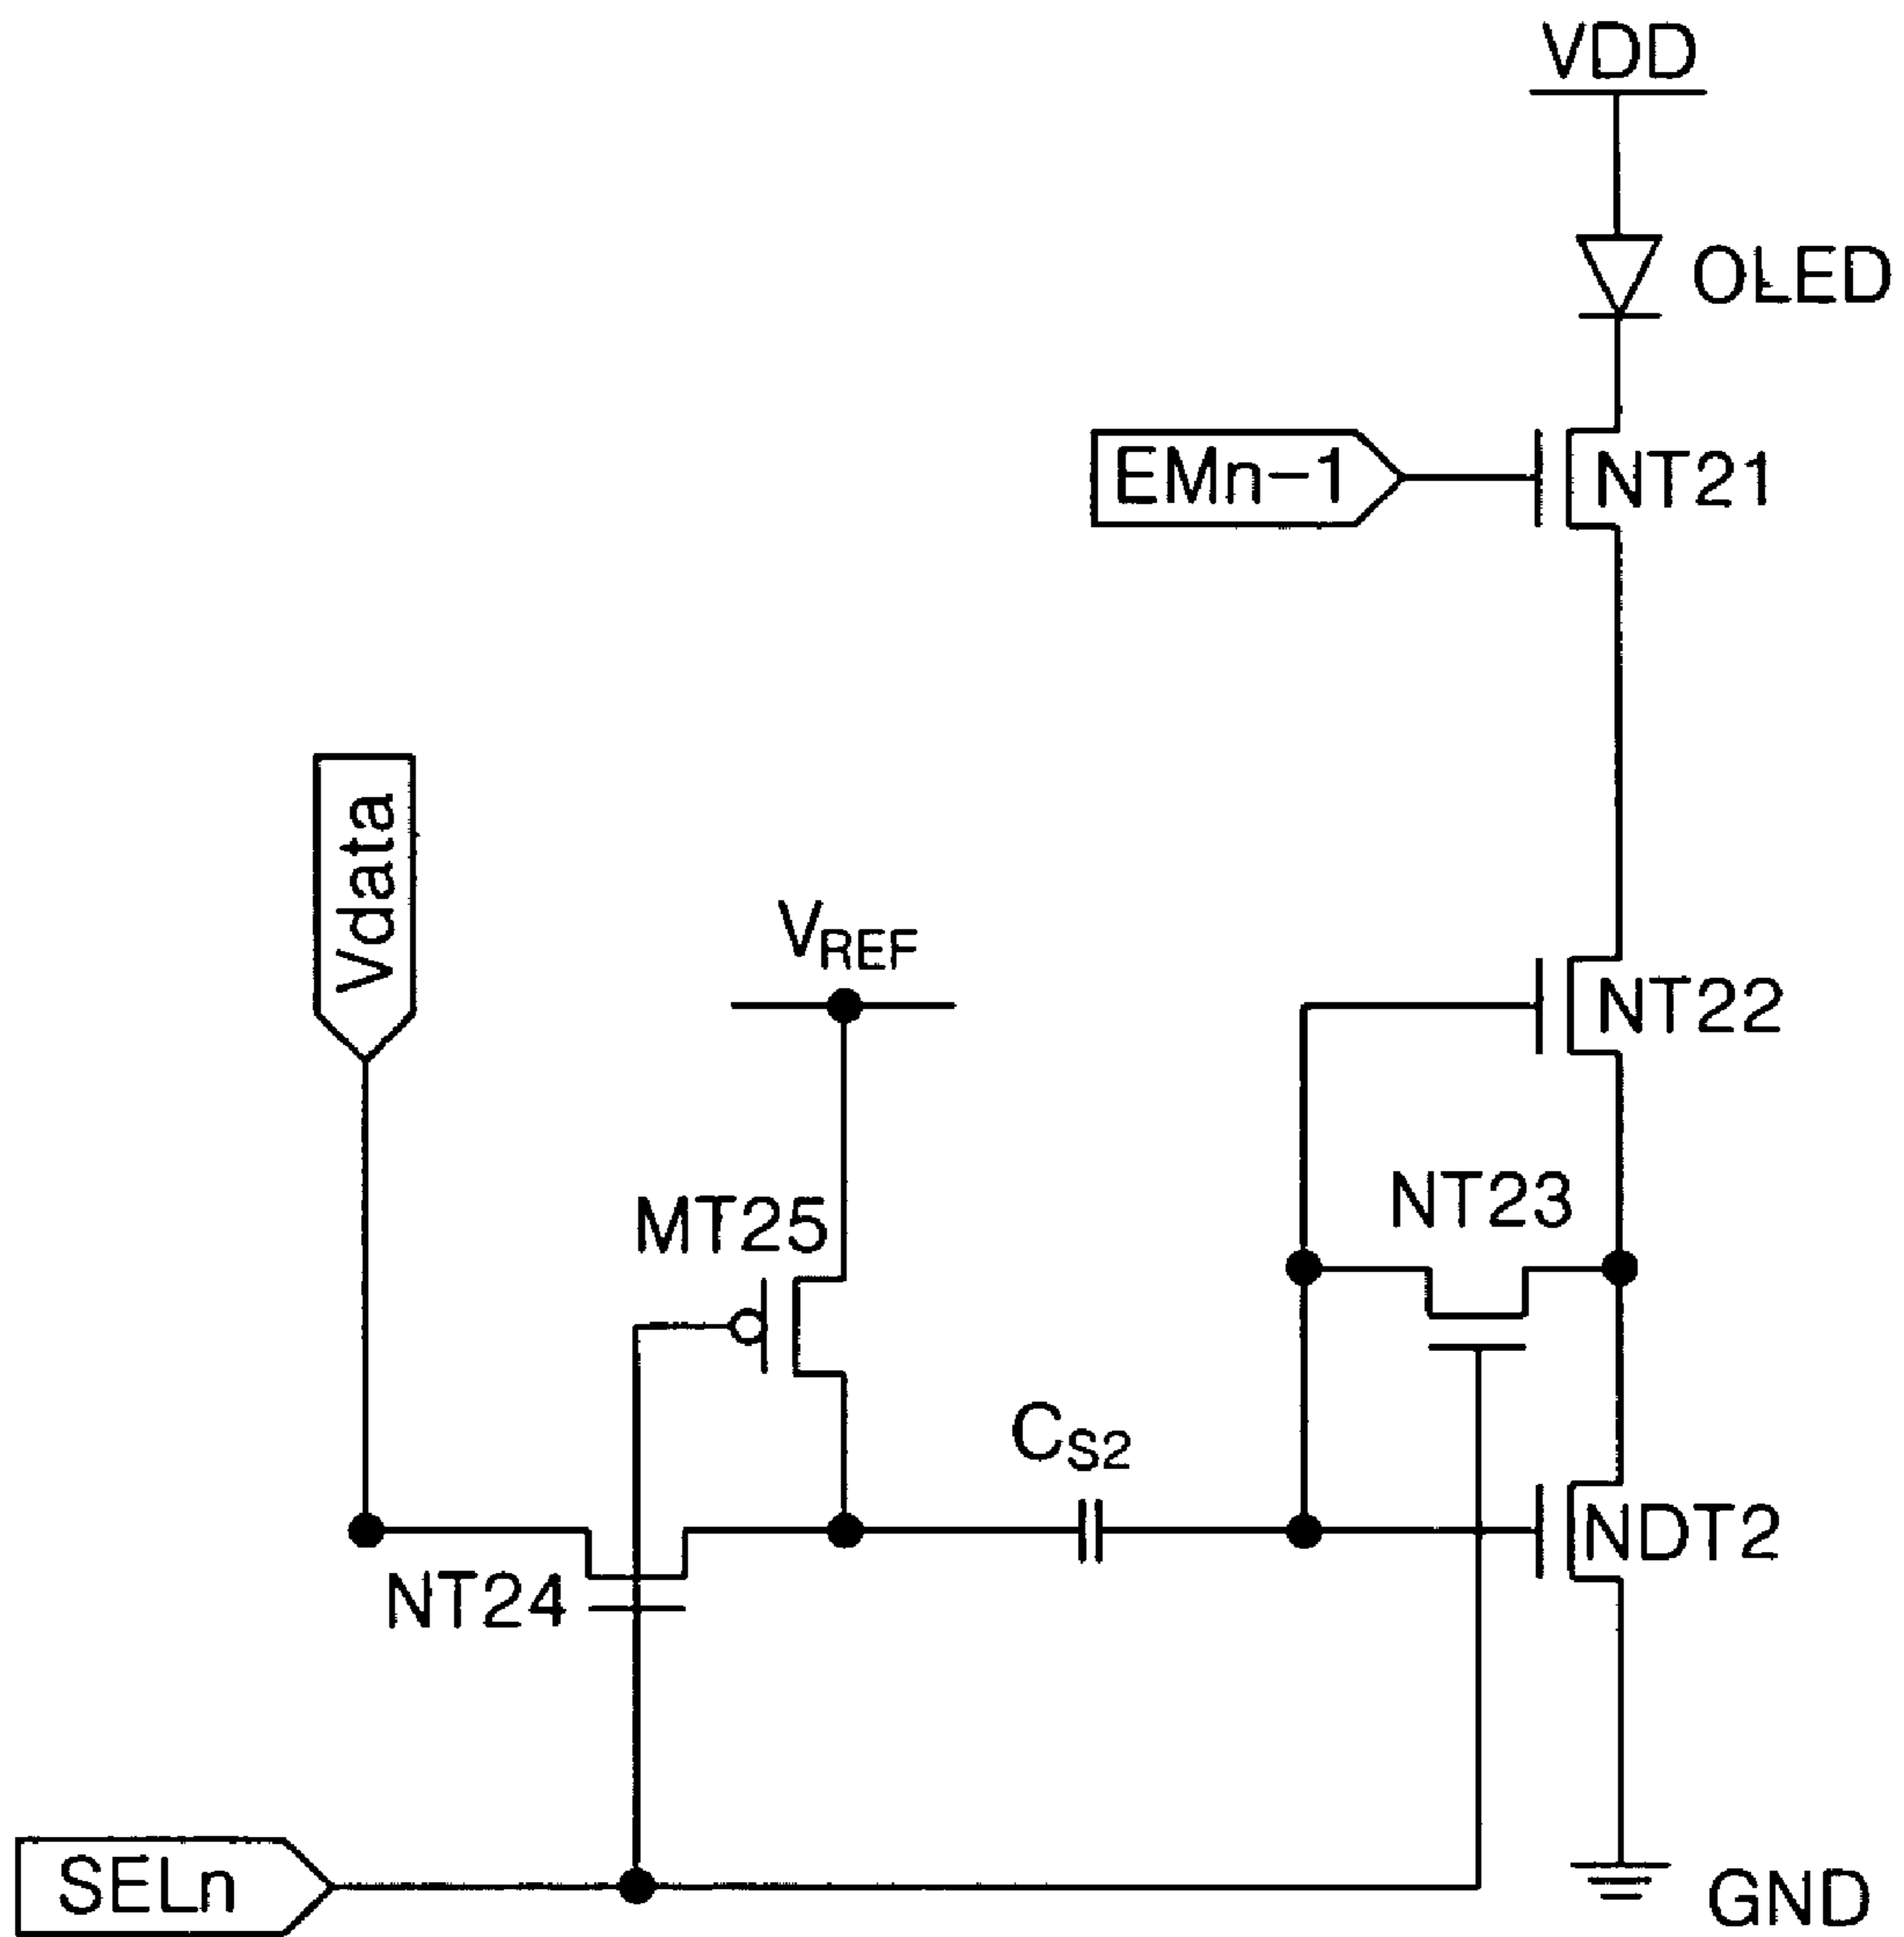 VDD
OLED
EMn-1
NT21
Vdata
VREF
NT22
NT23
MT25
CS2
NDT2
NT24
SELn
GND